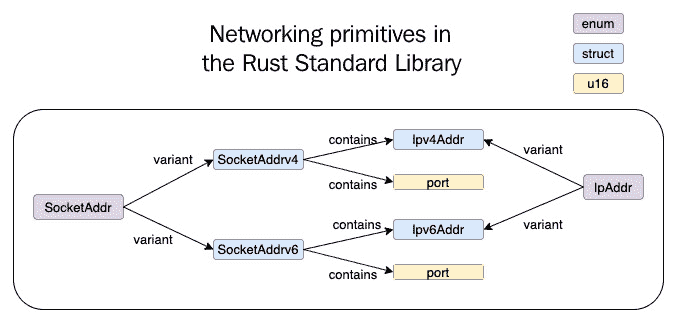 Networking primitives in
the Rust Standard Library
enum
struct
u16
SocketAddr
variant
variant
SocketAddrv4
SocketAddrv6
contains
contains
contains
contains
Ipv4Addr
port
Ipv6Addr
port
variant
variant
IpAddr